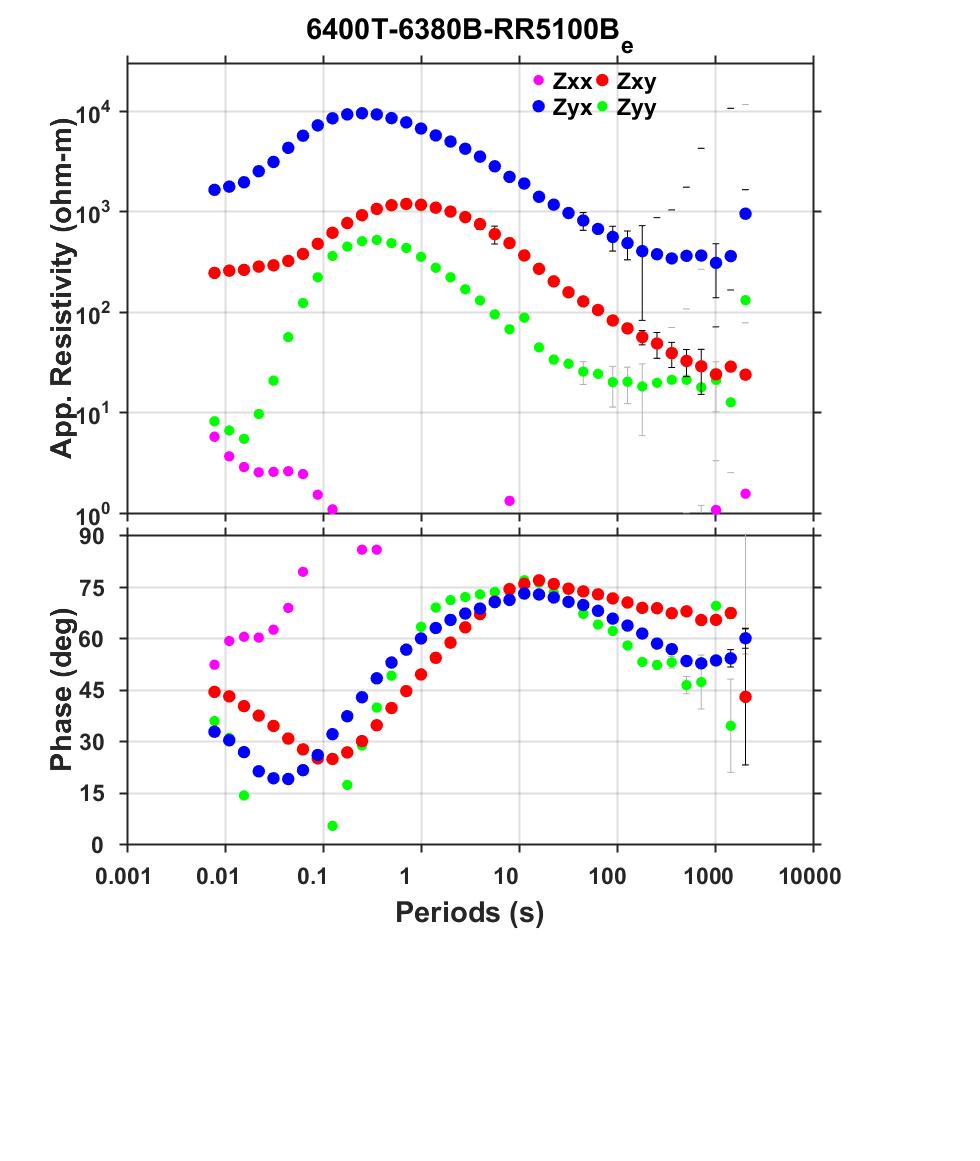 6400T-6380B-RR5100Be
Zxx Zxy
Zyx Zyy
App. Resistivity (ohm-m)
10^4
10^3
10^2
10^1
10^0
Phase (deg)
90
75
60
45
30
15
0
0.001 0.01 0.1 1 10 100 1000 10000
Periods (s)